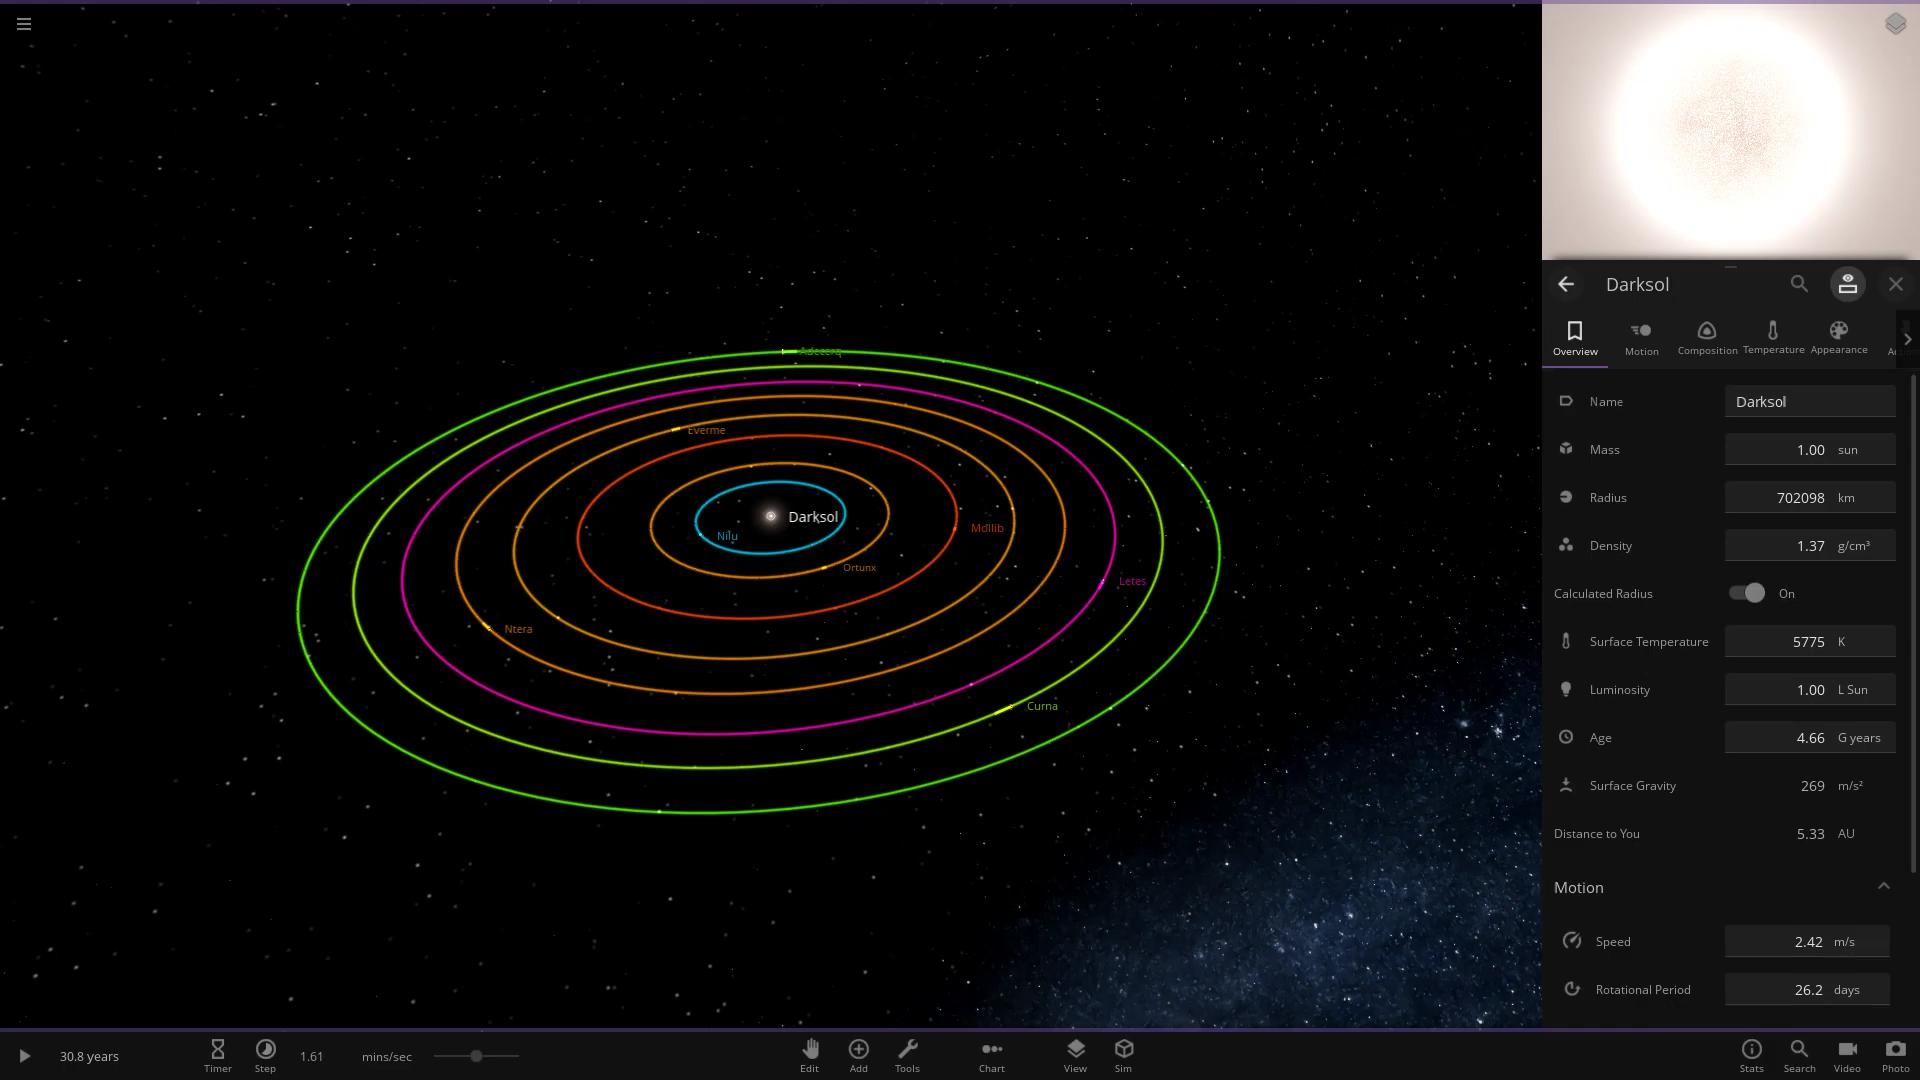 Adecerq
Everme
Darksol
Nilu
Mollib
Ortunx
Letes
Ntera
Curna
Darksol
Overview
Motion
Composition
Temperature
Appearance
Name Darksol
Mass 1.00 sun
Radius 702098 km
Density 1.37 g/cm³
Calculated Radius On
Surface Temperature 5775 K
Luminosity 1.00 L Sun
Age 4.66 G years
Surface Gravity 269 m/s²
Distance to You 5.33 AU
Motion
Speed 2.42 m/s
Rotational Period 26.2 days
30.8 years
Timer
Step
1.61 mins/sec
Edit
Add
Tools
Chart
View
Sim
Stats
Search
Video
Photo